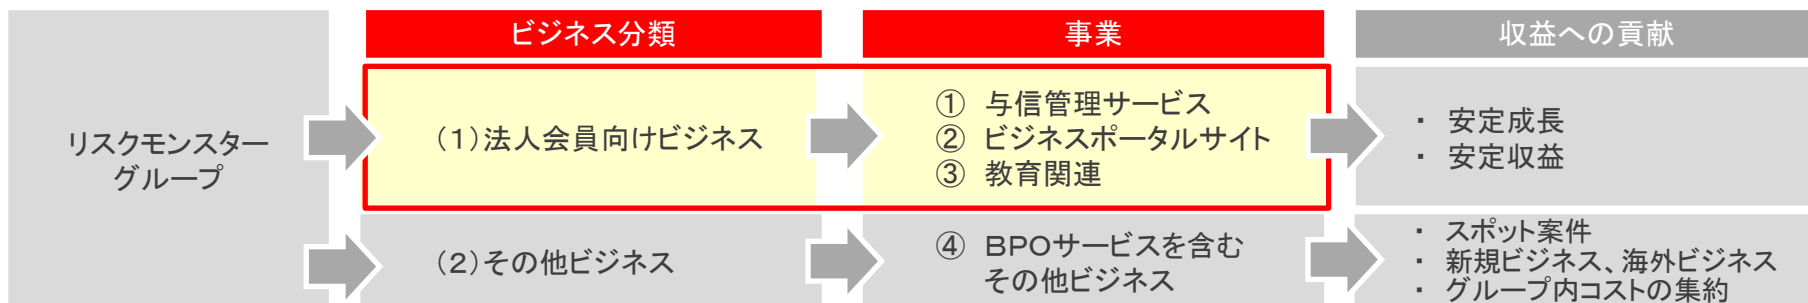 ビジネス分類
事業
収益への貢献
リスクモンスター
グループ
(1)法人会員向けビジネス
① 与信管理サービス
② ビジネスポータルサイト
③ 教育関連
・ 安定成長
・ 安定収益
(2)その他ビジネス
④ BPOサービスを含む
その他ビジネス
・ スポット案件
・ 新規ビジネス、海外ビジネス
・ グループ内コストの集約